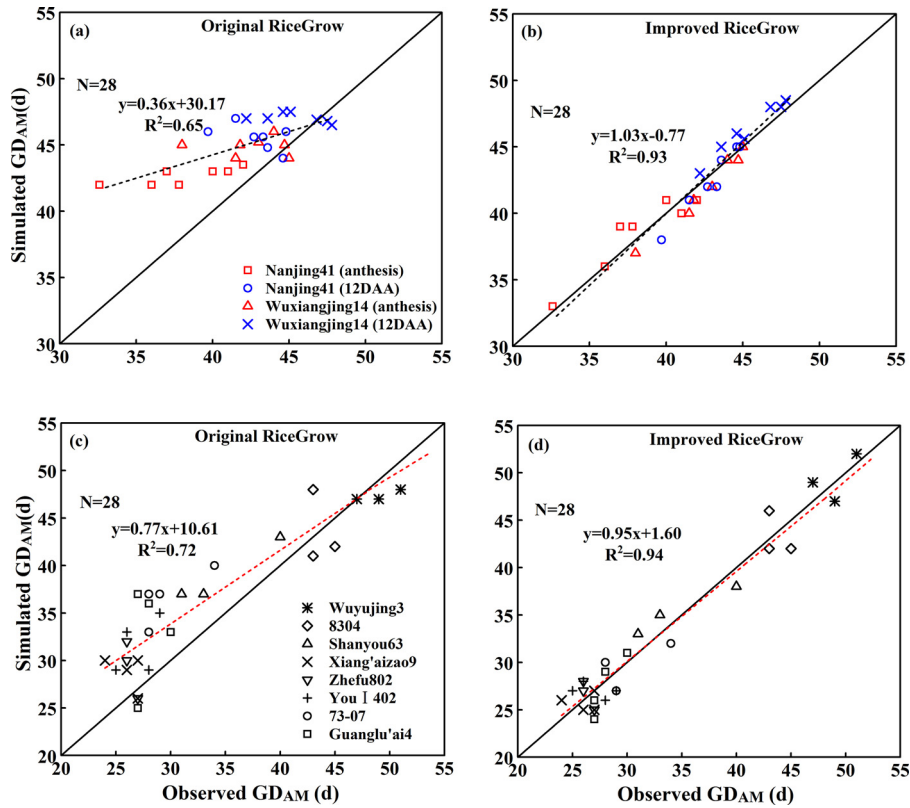 (a) Original RiceGrow
N=28
y=0.36x+30.17
R²=0.65
Simulated GD_AM(d)
55
50
45
40
35
30
30 35 40 45 50 55
Nanjing41 (anthesis)
Nanjing41 (12DAA)
Wuxiangjing14 (anthesis)
Wuxiangjing14 (12DAA)
(b) Improved RiceGrow
N=28
y=1.03x-0.77
R²=0.93
55
50
45
40
35
30
30 35 40 45 50 55
(c) Original RiceGrow
N=28
y=0.77x+10.61
R²=0.72
Simulated GD_AM(d)
55
50
45
40
35
30
25
20
20 25 30 35 40 45 50 55
Observed GD_AM (d)
Wuyujing3
8304
Shanyou63
Xiang'aizao9
Zhefu802
You I 402
73-07
Guanglu'ai4
(d) Improved RiceGrow
N=28
y=0.95x+1.60
R²=0.94
55
50
45
40
35
30
25
20
20 25 30 35 40 45 50 55
Observed GD_AM (d)